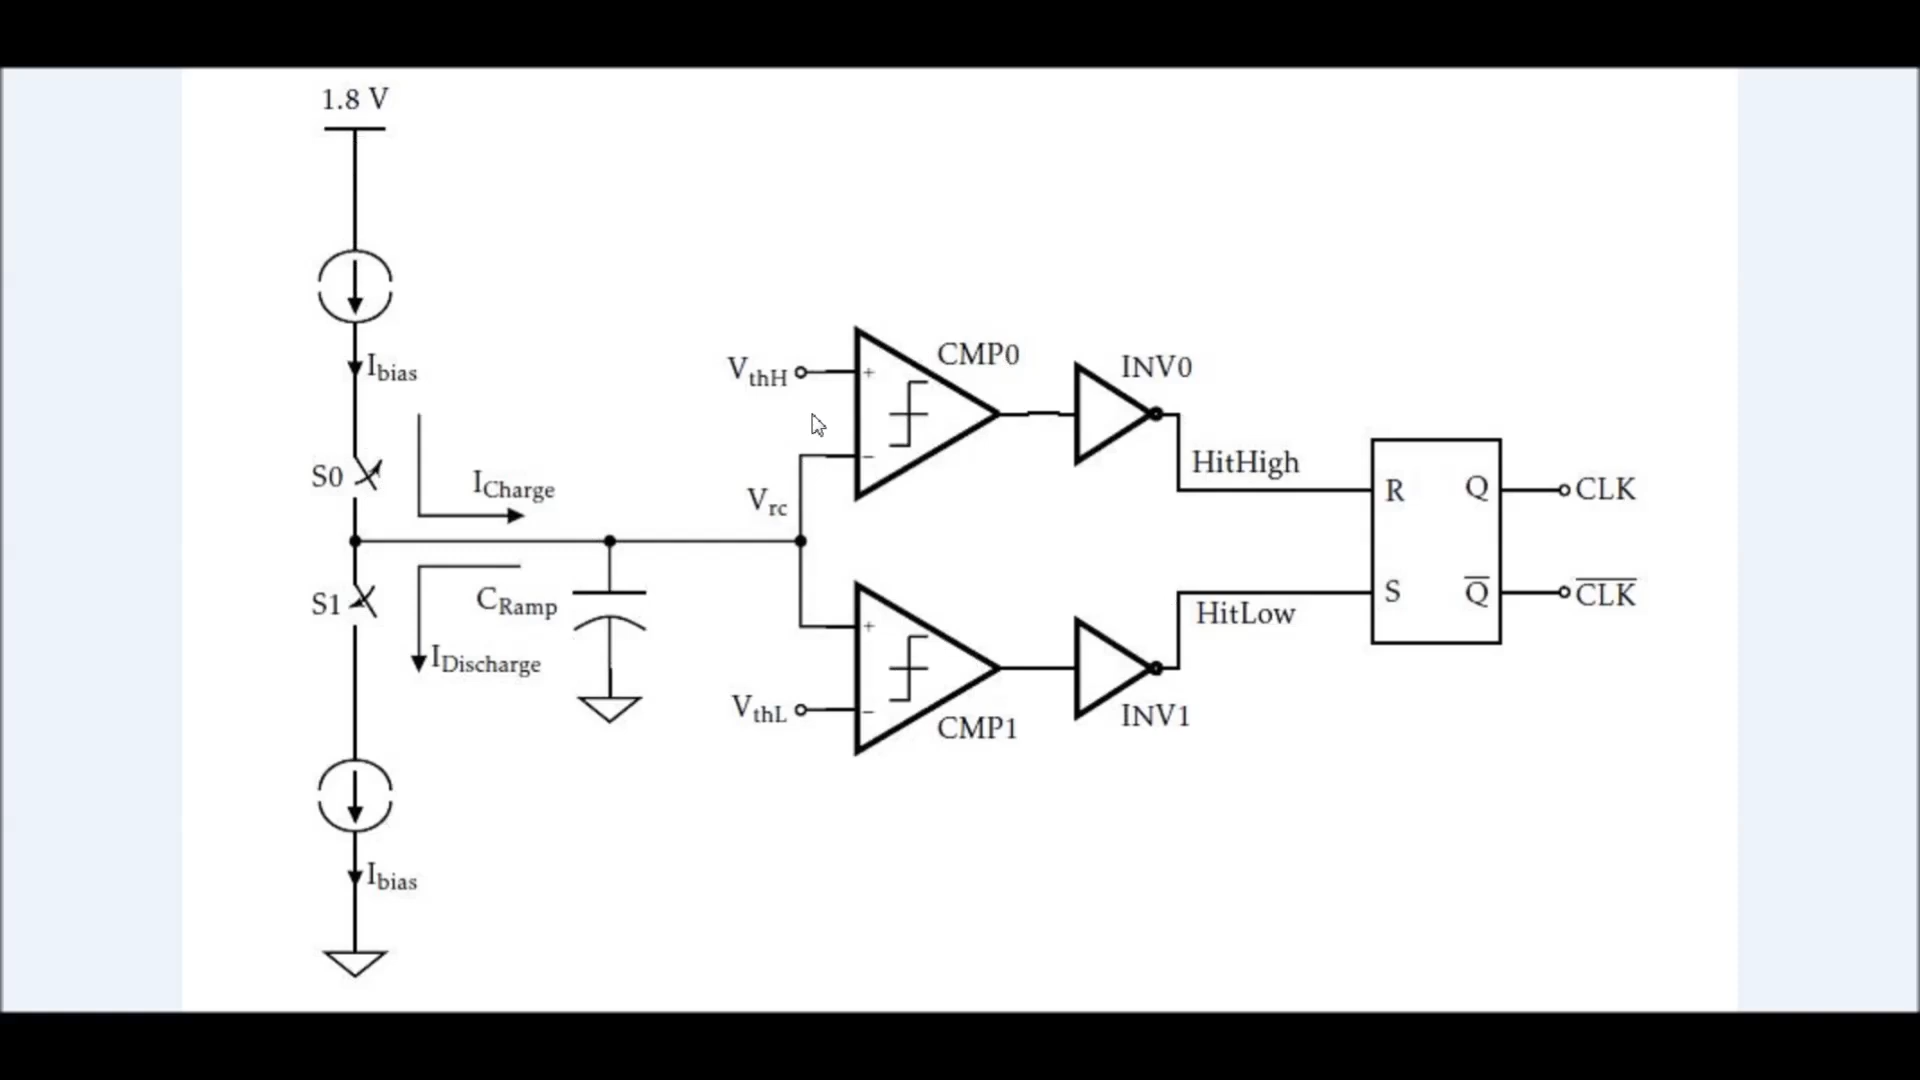 1.8 V
Ibias
S0
ICharge
S1
IDischarge
CRamp
Ibias
Vrc
VthH
+
−
CMP0
INV0
HitHigh
VthL
+
−
CMP1
INV1
HitLow
R
Q
CLK
S
Q̅
C̅L̅K̅